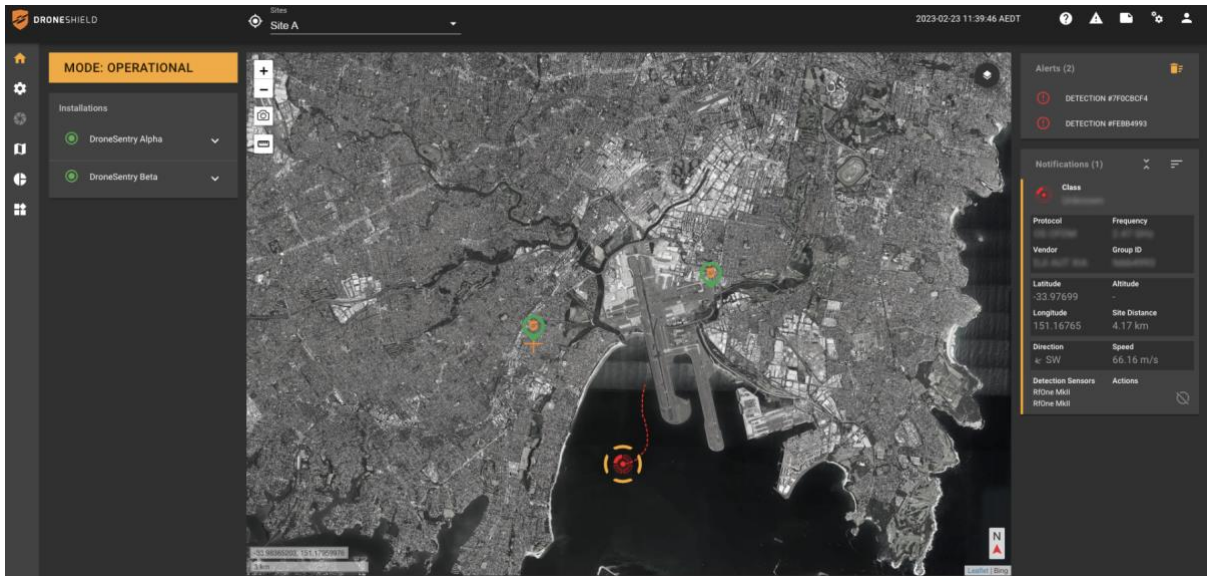 DRONESHIELD
Sites
Site A
2023-02-23 11:39:46 AEDT
MODE: OPERATIONAL
Installations
DroneSentry Alpha
DroneSentry Beta
+
−
N
Leaflet | Bing
Alerts (2)
DETECTION #7F0CBCF4
DETECTION #FEBB4993
Notifications (1)
Class
Protocol Frequency
Vendor Group ID
Latitude Altitude
-33.97699 -
Longitude Site Distance
151.16765 4.17 km
Direction Speed
SW 66.16 m/s
Detection Sensors Actions
RfOne MkII
RfOne MkII